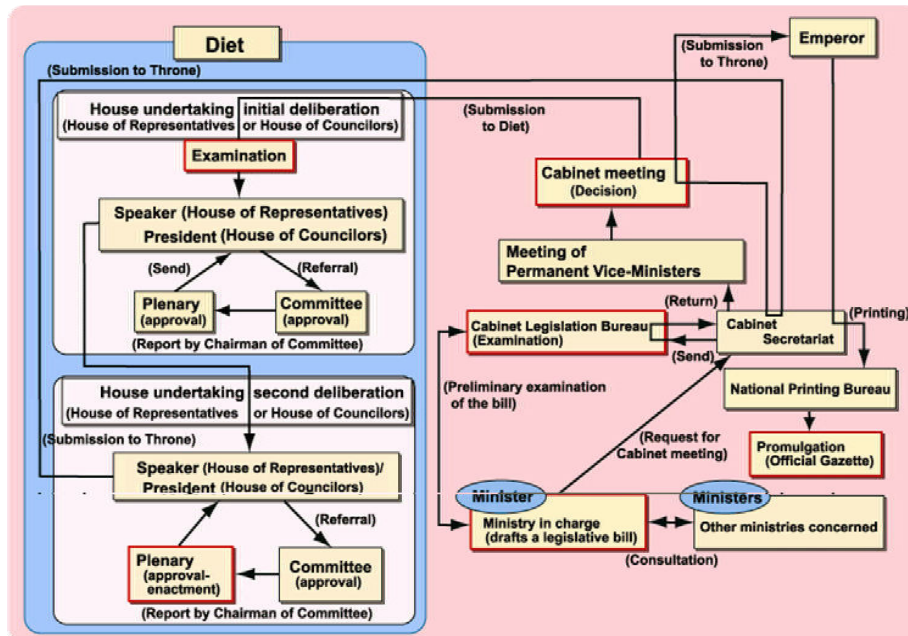 Diet
(Submission to Throne)
House undertaking initial deliberation
(House of Representatives or House of Councilors)
Examination
Speaker (House of Representatives)
President (House of Councilors)
(Send)
(Referral)
Plenary
(approval)
Committee
(approval)
(Report by Chairman of Committee)
House undertaking second deliberation
(House of Representatives or House of Councilors)
(Submission to Throne)
Speaker (House of Representatives)/
President (House of Councilors)
(Referral)
Plenary
(approval-
enactment)
Committee
(approval)
(Report by Chairman of Committee)
(Submission
to Throne)
Emperor
(Submission
to Diet)
Cabinet meeting
(Decision)
Meeting of
Permanent Vice-Ministers
(Return)
Cabinet Legislation Bureau
(Examination)
(Send)
Cabinet
Secretariat
(Printing)
National Printing Bureau
(Preliminary examination
of the bill)
(Request for
Cabinet meeting)
Promulgation
(Official Gazette)
Minister
Ministry in charge
(drafts a legislative bill)
(Consultation)
Ministers
Other ministries concerned